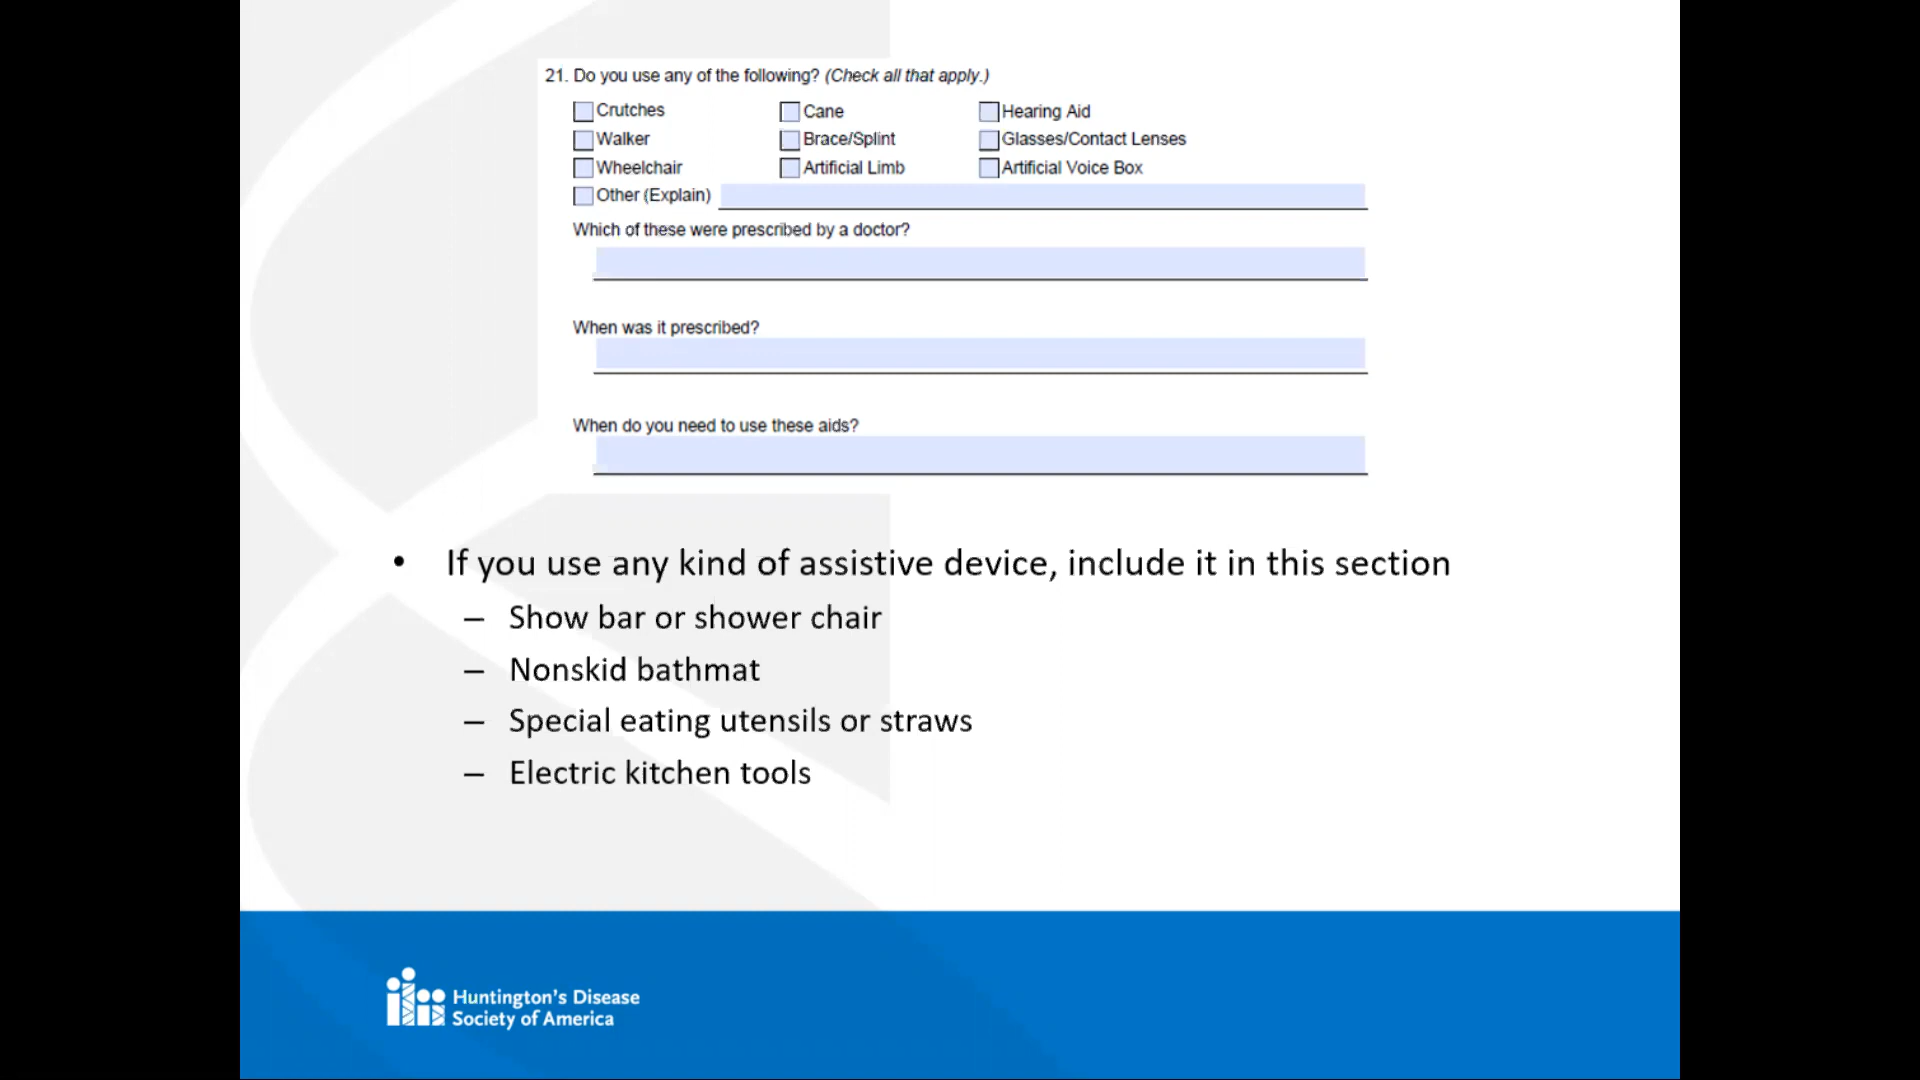 21. Do you use any of the following? (Check all that apply.)
Crutches Cane Hearing Aid
Walker Brace/Splint Glasses/Contact Lenses
Wheelchair Artificial Limb Artificial Voice Box
Other (Explain)
Which of these were prescribed by a doctor?
When was it prescribed?
When do you need to use these aids?
• If you use any kind of assistive device, include it in this section
– Show bar or shower chair
– Nonskid bathmat
– Special eating utensils or straws
– Electric kitchen tools
Huntington's Disease
Society of America